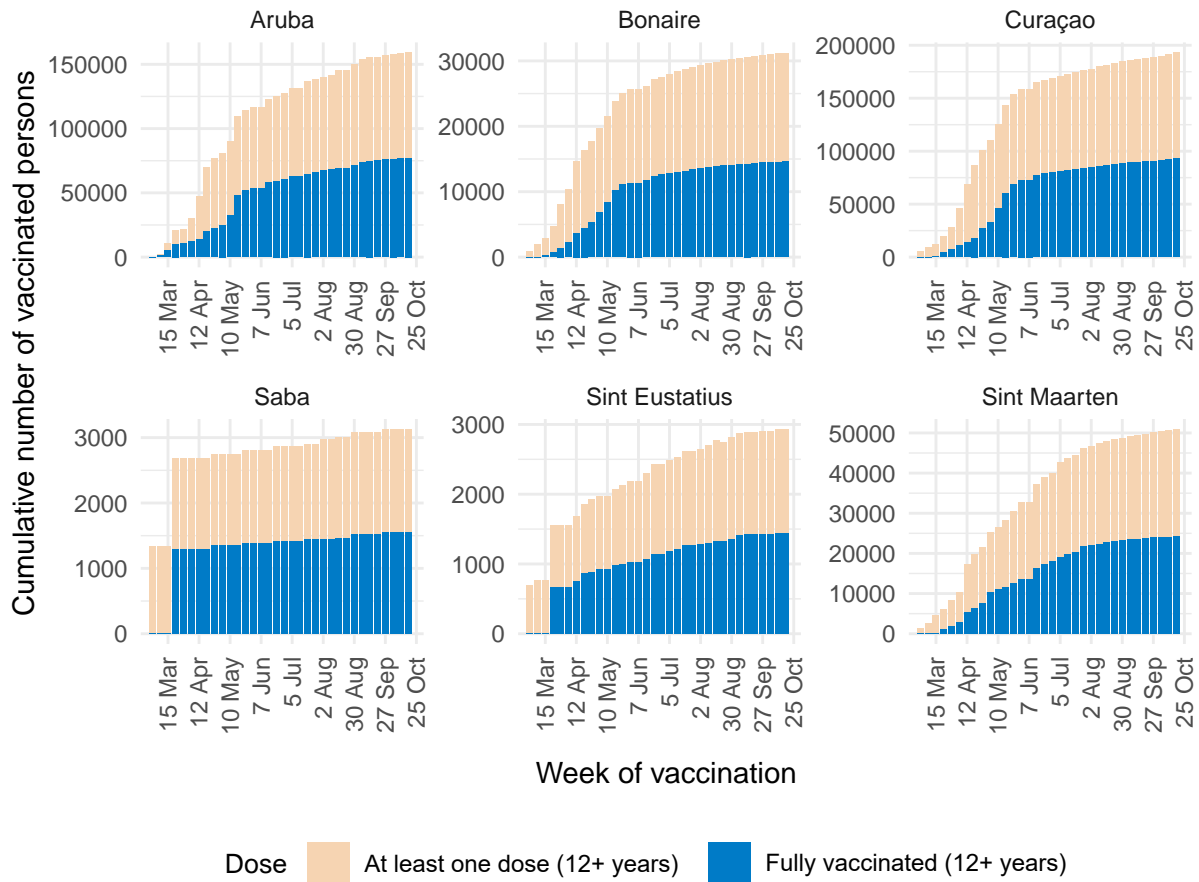 Cumulative number of vaccinated persons
Aruba
150000
100000
50000
0
15 Mar
12 Apr
10 May
7 Jun
5 Jul
2 Aug
30 Aug
27 Sep
25 Oct
Bonaire
30000
20000
10000
0
15 Mar
12 Apr
10 May
7 Jun
5 Jul
2 Aug
30 Aug
27 Sep
25 Oct
Curaçao
200000
150000
100000
50000
0
15 Mar
12 Apr
10 May
7 Jun
5 Jul
2 Aug
30 Aug
27 Sep
25 Oct
Saba
3000
2000
1000
0
15 Mar
12 Apr
10 May
7 Jun
5 Jul
2 Aug
30 Aug
27 Sep
25 Oct
Sint Eustatius
3000
2000
1000
0
15 Mar
12 Apr
10 May
7 Jun
5 Jul
2 Aug
30 Aug
27 Sep
25 Oct
Sint Maarten
50000
40000
30000
20000
10000
0
15 Mar
12 Apr
10 May
7 Jun
5 Jul
2 Aug
30 Aug
27 Sep
25 Oct
Week of vaccination
Dose At least one dose (12+ years) Fully vaccinated (12+ years)